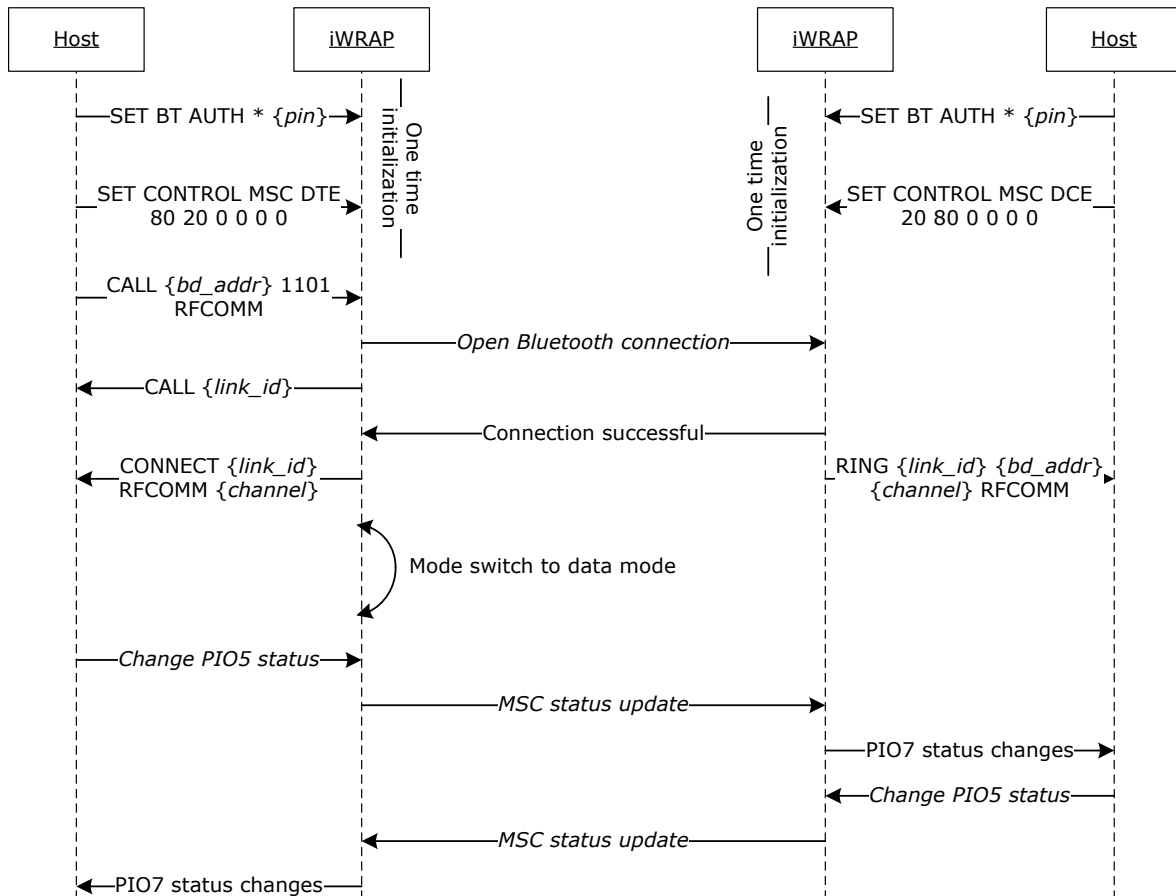 Host
iWRAP
iWRAP
Host
SET BT AUTH * {pin}
SET BT AUTH * {pin}
One time
initialization
One time
initialization
SET CONTROL MSC DTE
80 20 0 0 0 0
SET CONTROL MSC DCE
20 80 0 0 0 0
CALL {bd_addr} 1101
RFCOMM
Open Bluetooth connection
CALL {link_id}
Connection successful
CONNECT {link_id}
RFCOMM {channel}
RING {link_id} {bd_addr}
{channel} RFCOMM
Mode switch to data mode
Change PIO5 status
MSC status update
PIO7 status changes
Change PIO5 status
MSC status update
PIO7 status changes